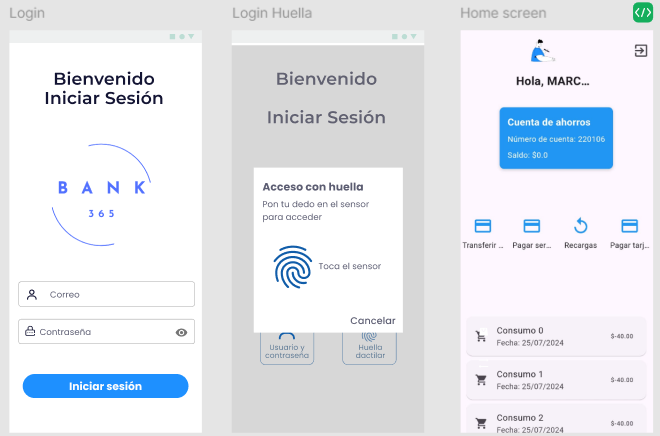 Login
Login Huella
Home screen
Bienvenido
Iniciar Sesión
BANK
365
Correo
Contraseña
Iniciar sesión
Bienvenido
Iniciar Sesión
Acceso con huella
Pon tu dedo en el sensor
para acceder
Toca el sensor
Cancelar
Usuario y
contraseña
Huella
dactilar
Hola, MARC...
Cuenta de ahorros
Número de cuenta: 220106
Saldo: $0.0
Transferir ...
Pagar ser...
Recargas
Pagar tarj...
Consumo 0
Fecha: 25/07/2024
$-40.00
Consumo 1
Fecha: 25/07/2024
$-40.00
Consumo 2
Fecha: 25/07/2024
$-40.00